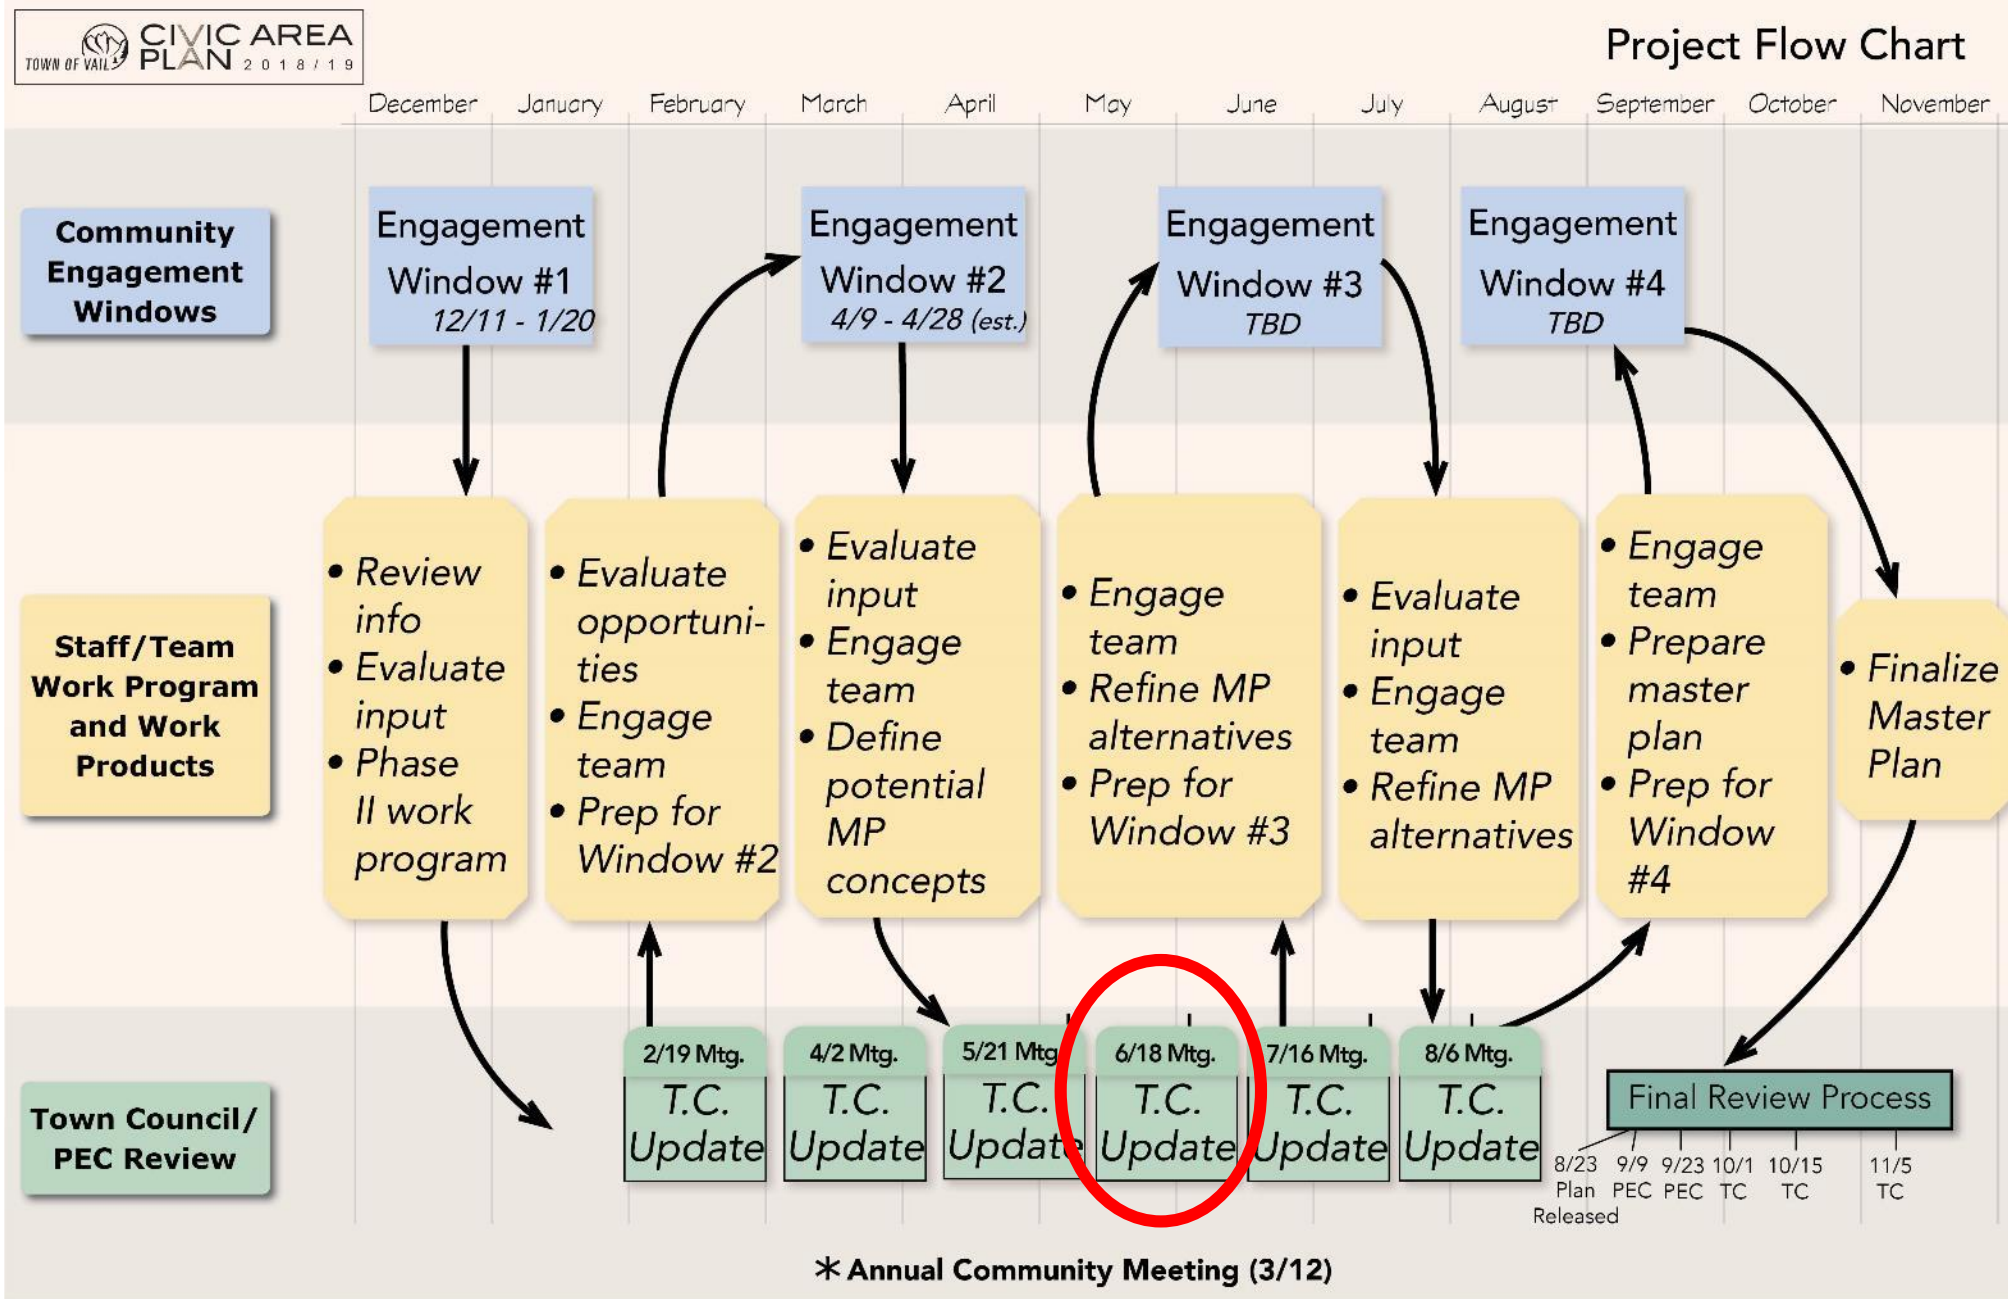 TOWN OF VAIL
CIVIC AREA
PLAN 2018/19
Project Flow Chart
December January February March April May June July August September October November
Community
Engagement
Windows
Engagement
Window #1
12/11 - 1/20
Engagement
Window #2
4/9 - 4/28 (est.)
Engagement
Window #3
TBD
Engagement
Window #4
TBD
Staff/Team
Work Program
and Work
Products
• Review
info
• Evaluate
input
• Phase
II work
program
• Evaluate
opportuni-
ties
• Engage
team
• Prep for
Window #2
• Evaluate
input
• Engage
team
• Define
potential
MP
concepts
• Engage
team
• Refine MP
alternatives
• Prep for
Window #3
• Evaluate
input
• Engage
team
• Refine MP
alternatives
• Engage
team
• Prepare
master
plan
• Prep for
Window
#4
• Finalize
Master
Plan
Town Council/
PEC Review
2/19 Mtg.
T.C.
Update
4/2 Mtg.
T.C.
Update
5/21 Mtg
T.C.
Update
6/18 Mtg.
T.C.
Update
7/16 Mtg.
T.C.
Update
8/6 Mtg.
T.C.
Update
Final Review Process
8/23
Plan
Released
9/9
PEC
9/23
PEC
10/1
TC
10/15
TC
11/5
TC
* Annual Community Meeting (3/12)